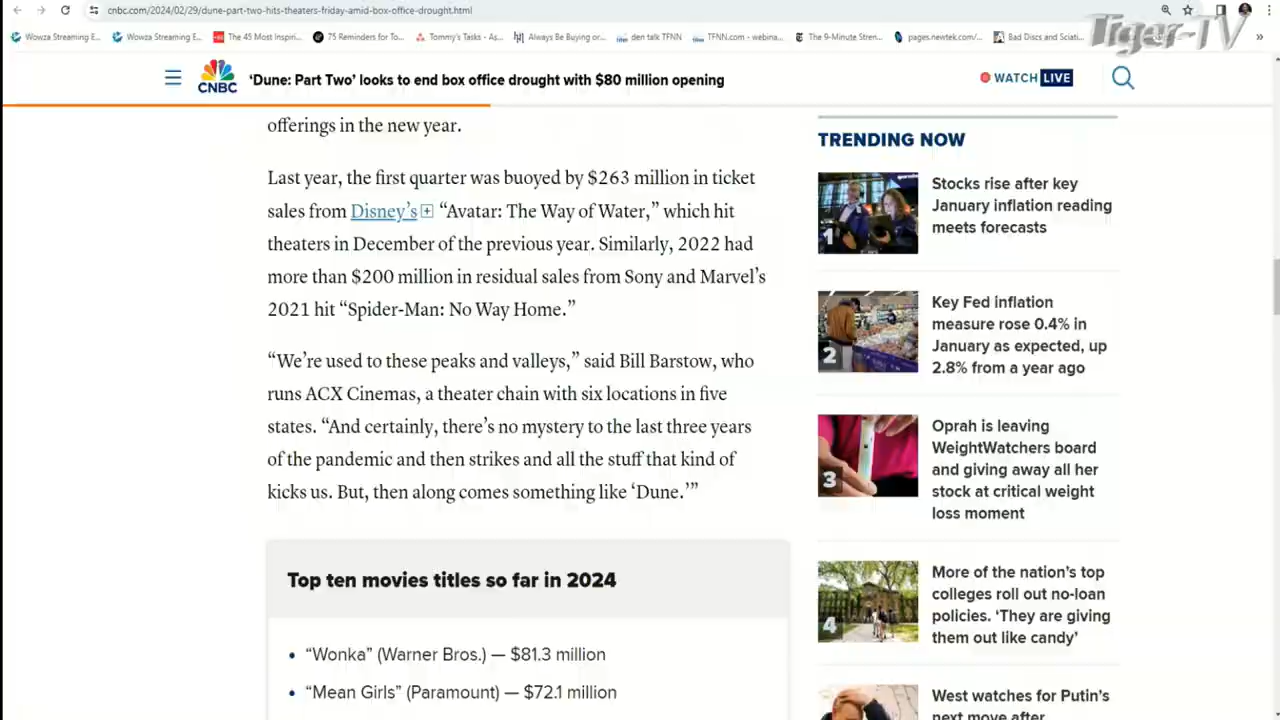 cnbc.com/2024/02/29/dune-part-two-hits-theaters-friday-amid-box-office-drought.html
Tiger-TV
Wowza Streaming E...
Wowza Streaming E...
The 45 Most Inspiri...
75 Reminders for To...
Tommy's Tasks - As...
Always Be Buying or...
den talk TFNN
TFNN.com - webina...
The 9-Minute Stren...
pages.newtek.com/...
Bad Discs and Sciati...
»
CNBC
‘Dune: Part Two’ looks to end box office drought with $80 million opening
WATCH LIVE
offerings in the new year.
Last year, the first quarter was buoyed by $263 million in ticket
sales from Disney’s “Avatar: The Way of Water,” which hit
theaters in December of the previous year. Similarly, 2022 had
more than $200 million in residual sales from Sony and Marvel’s
2021 hit “Spider-Man: No Way Home.”
“We’re used to these peaks and valleys,” said Bill Barstow, who
runs ACX Cinemas, a theater chain with six locations in five
states. “And certainly, there’s no mystery to the last three years
of the pandemic and then strikes and all the stuff that kind of
kicks us. But, then along comes something like ‘Dune.’”
Top ten movies titles so far in 2024
• “Wonka” (Warner Bros.) — $81.3 million
• “Mean Girls” (Paramount) — $72.1 million
TRENDING NOW
1
Stocks rise after key
January inflation reading
meets forecasts
2
Key Fed inflation
measure rose 0.4% in
January as expected, up
2.8% from a year ago
3
Oprah is leaving
WeightWatchers board
and giving away all her
stock at critical weight
loss moment
4
More of the nation’s top
colleges roll out no-loan
policies. ‘They are giving
them out like candy’
West watches for Putin’s
next move after